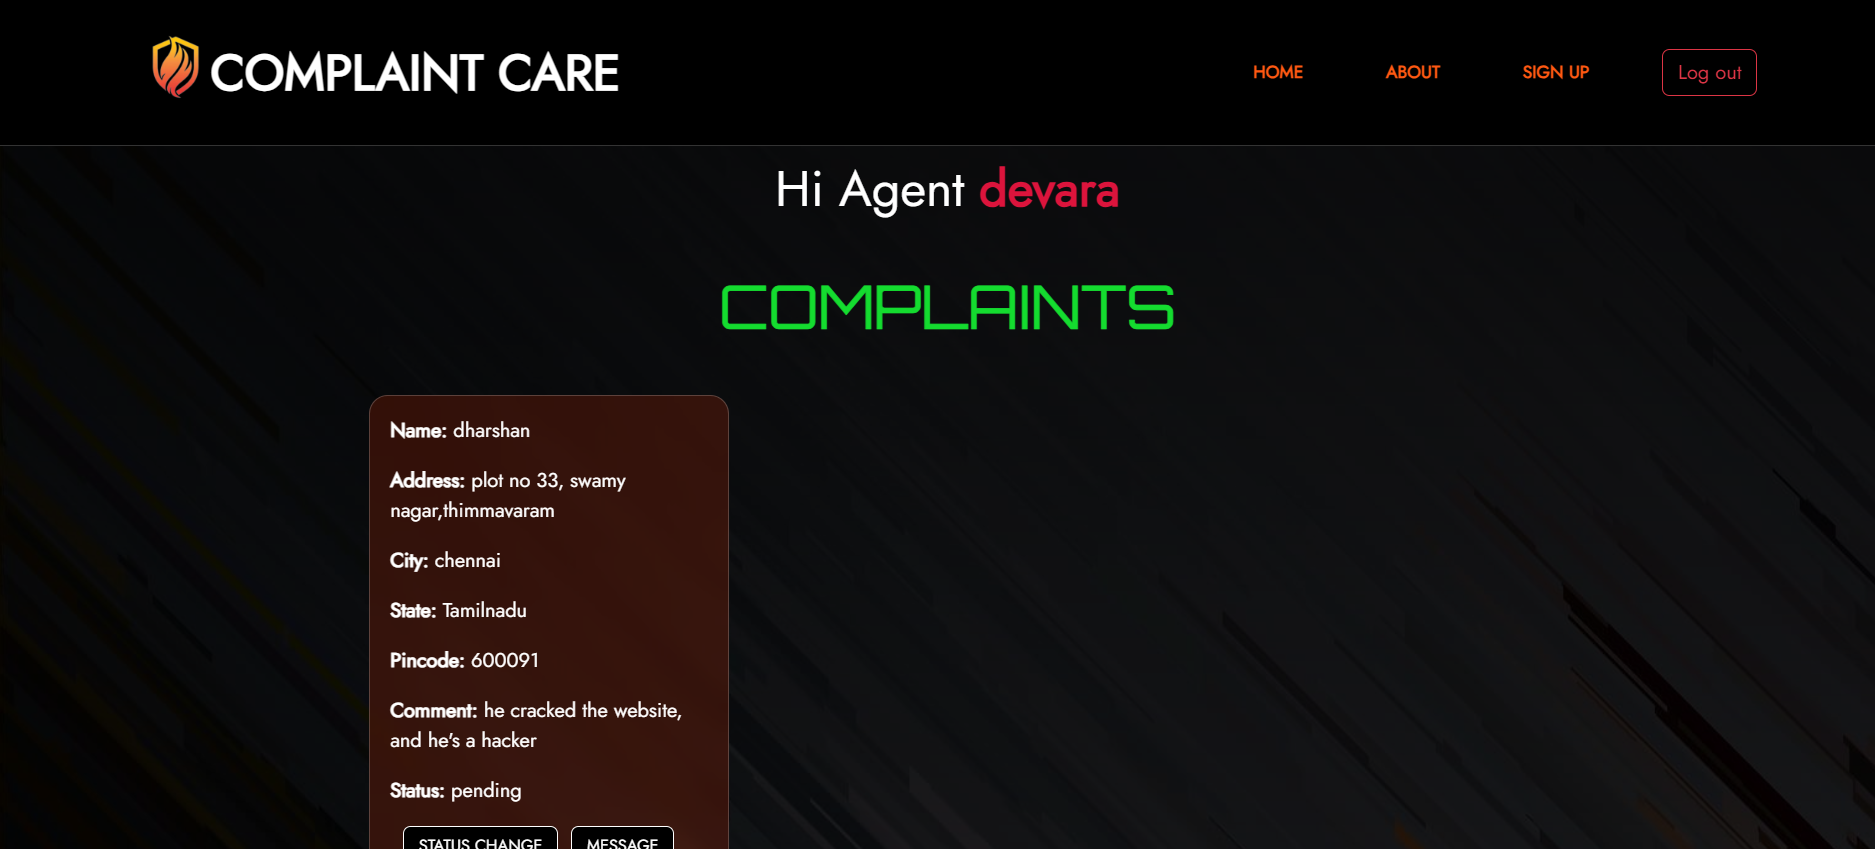 COMPLAINT CARE
HOME ABOUT SIGN UP Log out
Hi Agent devara
COMPLAINTS
Name: dharshan
Address: plot no 33, swamy
nagar,thimmavaram
City: chennai
State: Tamilnadu
Pincode: 600091
Comment: he cracked the website,
and he's a hacker
Status: pending
STATUS CHANGE MESSAGE